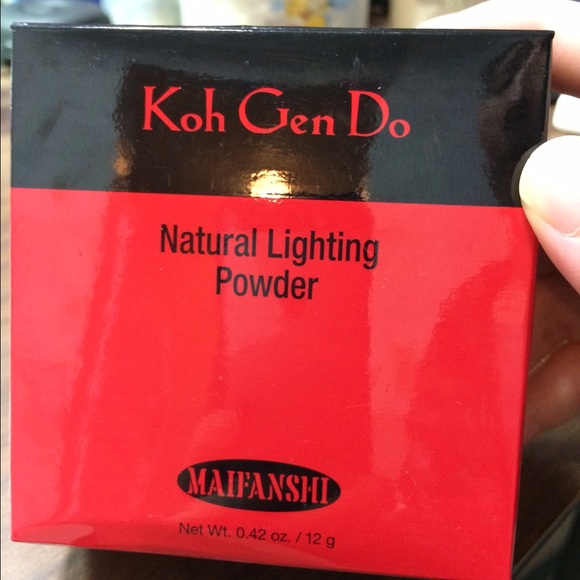 Koh Gen Do
Natural Lighting
Powder
MAIFANSHI
Net Wt. 0.42 oz. / 12 g